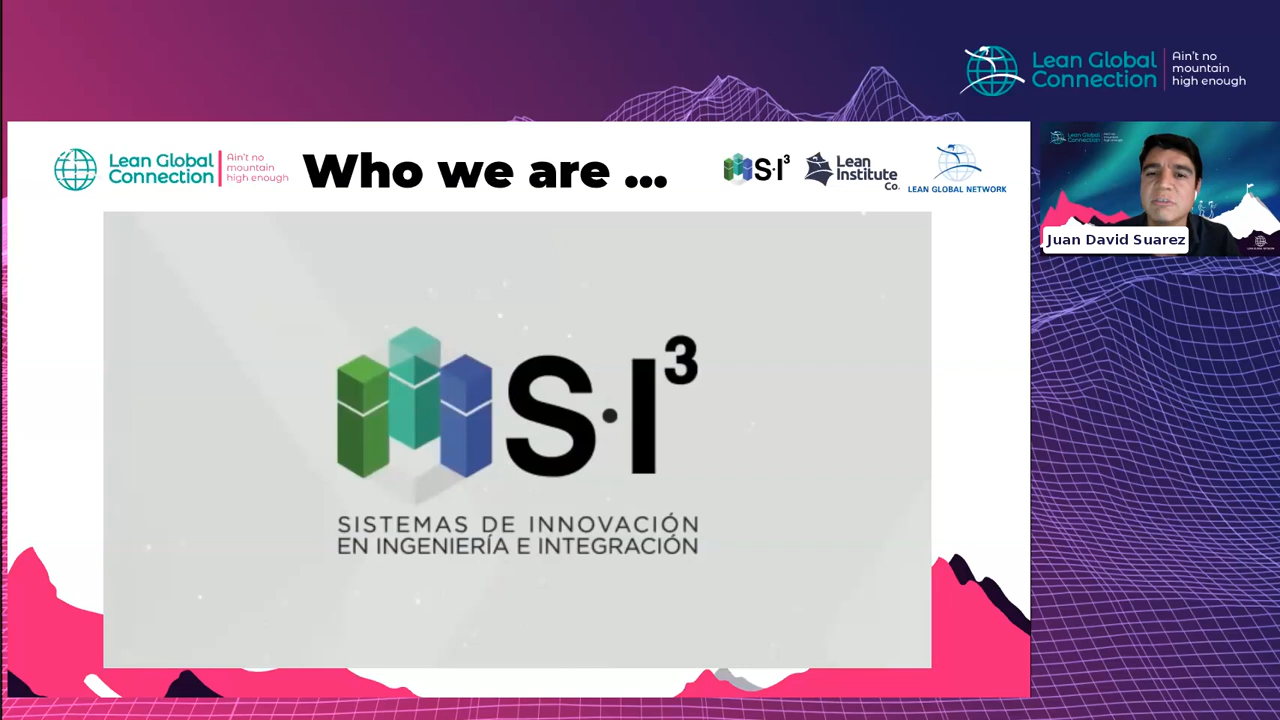 Lean Global
Connection
Ain't no
mountain
high enough
Lean Global
Connection
Ain't no
mountain
high enough
Who we are ...
S·I³
Lean
Institute
Co.
LEAN GLOBAL NETWORK
Juan David Suarez
S·I³
SISTEMAS DE INNOVACIÓN
EN INGENIERÍA E INTEGRACIÓN